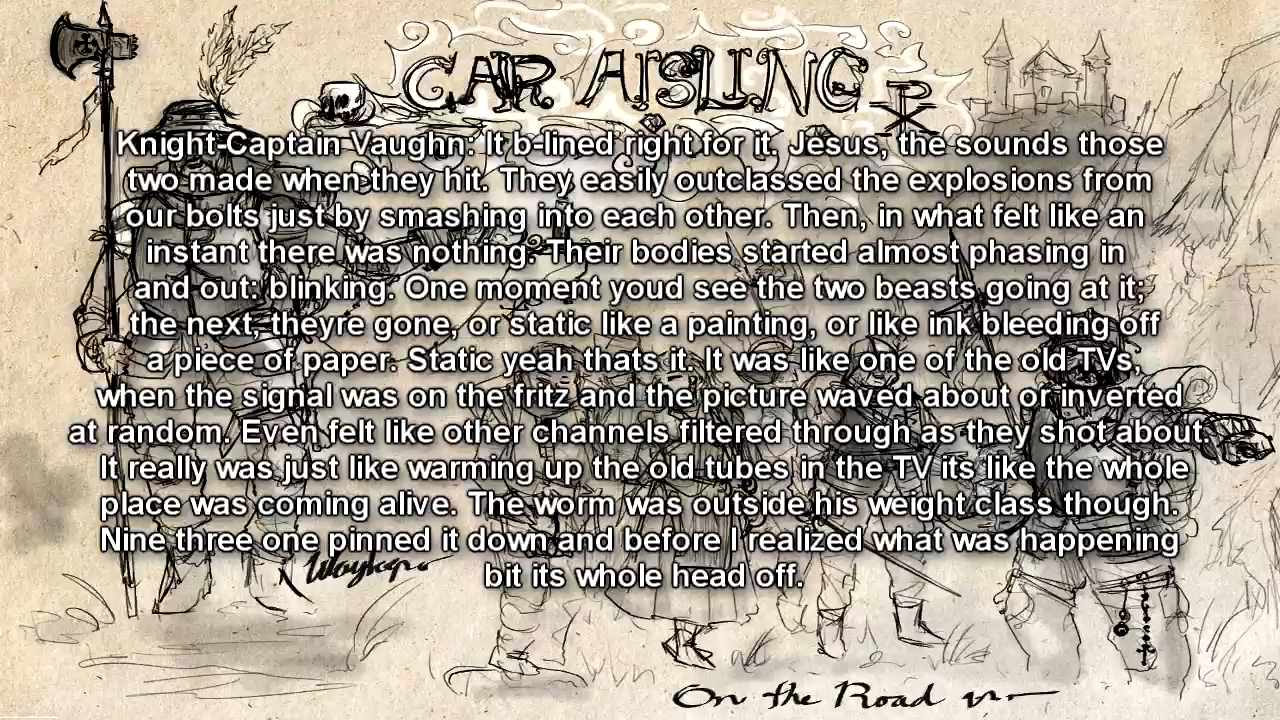 CAR AISLING
Knight-Captain Vaughn: It b-lined right for it. Jesus, the sounds those
two made when they hit. They easily outclassed the explosions from
our bolts just by smashing into each other. Then, in what felt like an
instant there was nothing. Their bodies started almost phasing in
and out: blinking. One moment youd see the two beasts going at it;
the next, theyre gone, or static like a painting, or like ink bleeding off
a piece of paper. Static yeah thats it. It was like one of the old TVs,
when the signal was on the fritz and the picture waved about or inverted
at random. Even felt like other channels filtered through as they shot about.
It really was just like warming up the old tubes in the TV its like the whole
place was coming alive. The worm was outside his weight class though.
Nine three one pinned it down and before I realized what was happening
bit its whole head off.
On the Road